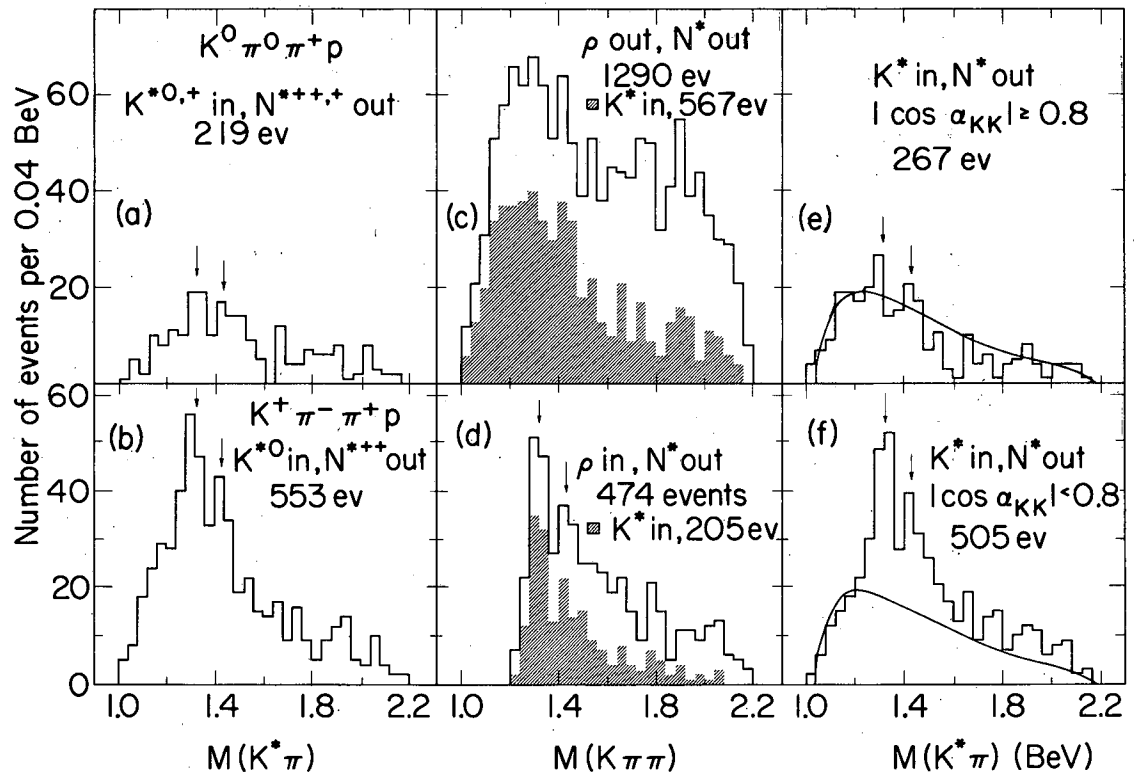 Number of events per 0.04 BeV
60
40
20
60
40
20
0
(a)
K⁰ π⁰ π⁺ p
K*⁰,⁺ in, N*⁺⁺⁺,⁺ out
219 ev
(b)
K⁺ π⁻ π⁺ p
K*⁰ in, N*⁺⁺ out
553 ev
(c)
ρ out, N* out
1290 ev
K* in, 567ev
(d)
ρ in, N* out
474 events
K* in, 205 ev
(e)
K* in, N* out
| cos α_KK | ≥ 0.8
267 ev
(f)
K* in, N* out
|cos α_KK| < 0.8
505 ev
1.0 1.4 1.8 2.2
1.0 1.4 1.8 2.2
1.0 1.4 1.8 2.2
M (K* π)
M (K π π)
M (K* π) (BeV)